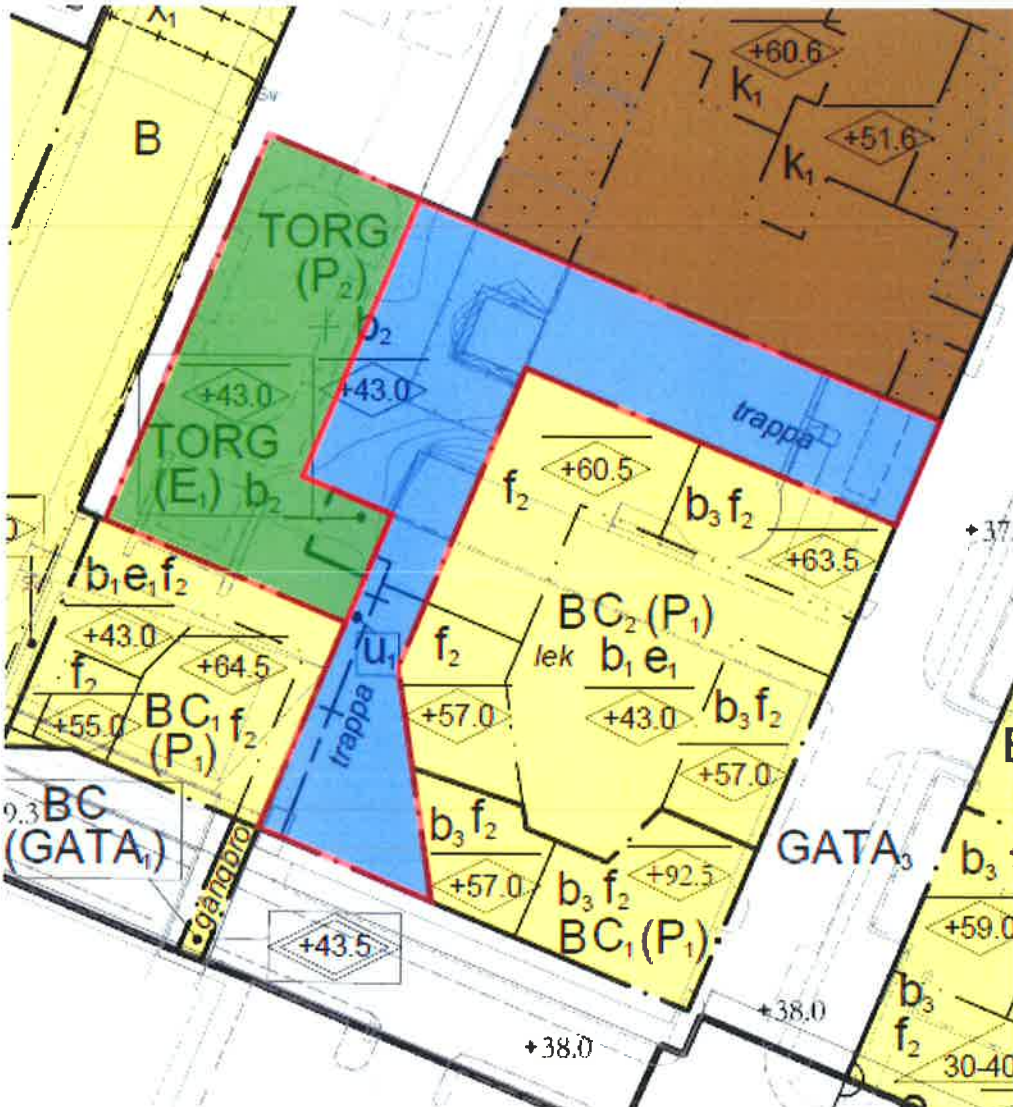 X₁
+60.6
k₁
+51.6
k₁
B
TORG
(P₂)
b₂
+43.0
+43.0
TORG
(E₁) b₂
trappa
+60.5
f₂
b₃ f₂
+63.5
b₁ e₁ f₂
+43.0
+64.5
f₂
+55.0
BC₁ f₂
(P₁)
u₁
trappa
f₂
+57.0
BC₂ (P₁)
lek b₁ e₁
+43.0
b₃ f₂
+57.0
9.3 BC
(GATA₁)
gångbro
+43.5
b₃ f₂
+57.0
b₃ f₂
+92.5
BC₁ (P₁)
GATA₃
b₃
+59.0
b₃
f₂
30-40
+38.0
+38.0